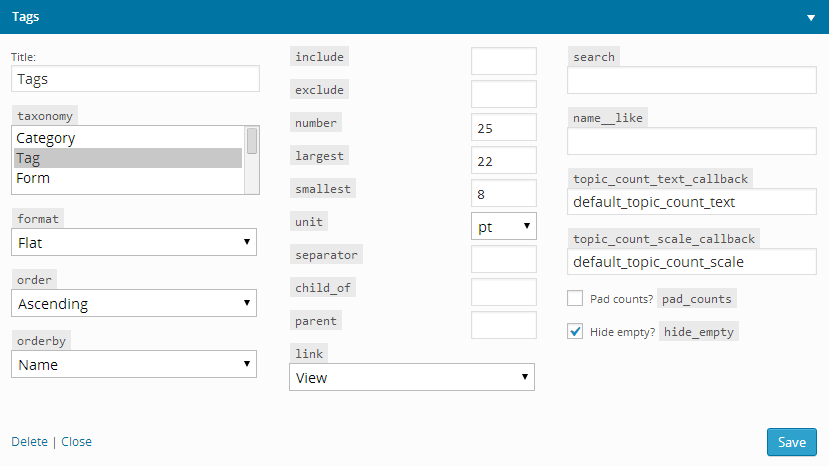 Tags
Title:
Tags
taxonomy
Category
Tag
Form
format
Flat
order
Ascending
orderby
Name
include
exclude
number
25
largest
22
smallest
8
unit
pt
separator
child_of
parent
link
View
search
name__like
topic_count_text_callback
default_topic_count_text
topic_count_scale_callback
default_topic_count_scale
Pad counts? pad_counts
Hide empty? hide_empty
Delete | Close
Save